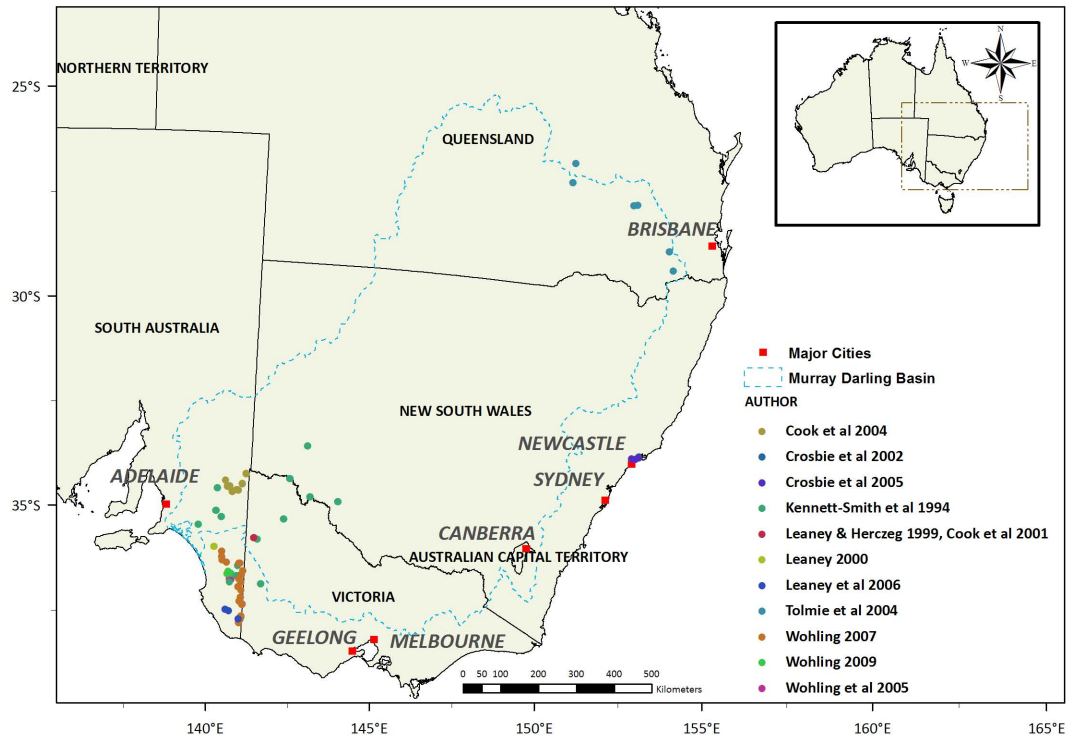 N
W
E
S
25°S
30°S
35°S
NORTHERN TERRITORY
QUEENSLAND
BRISBANE
SOUTH AUSTRALIA
NEW SOUTH WALES
NEWCASTLE
ADELAIDE
SYDNEY
CANBERRA
AUSTRALIAN CAPITAL TERRITORY
VICTORIA
GEELONG
MELBOURNE
Major Cities
Murray Darling Basin
AUTHOR
Cook et al 2004
Crosbie et al 2002
Crosbie et al 2005
Kennett-Smith et al 1994
Leaney & Herczeg 1999, Cook et al 2001
Leaney 2000
Leaney et al 2006
Tolmie et al 2004
Wohling 2007
Wohling 2009
Wohling et al 2005
0 50 100 200 300 400 500
Kilometers
140°E 145°E 150°E 155°E 160°E 165°E